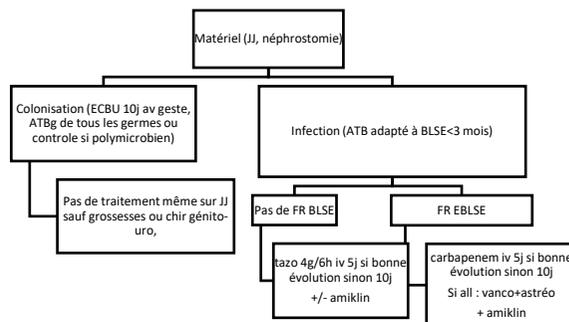 Matériel (JJ, néphrostomie)
Colonisation (ECBU 10j av geste,
ATBg de tous les germes ou
controle si polymicrobien)
Pas de traitement même sur JJ
sauf grossesses ou chir génito-
uro,
Infection (ATB adapté à BLSE<3 mois)
Pas de FR BLSE
tazo 4g/6h iv 5j si bonne
évolution sinon 10j
+/- amiklin
FR EBLSE
carbapenem iv 5j si bonne
évolution sinon 10j
Si all : vanco+astréo
+ amiklin